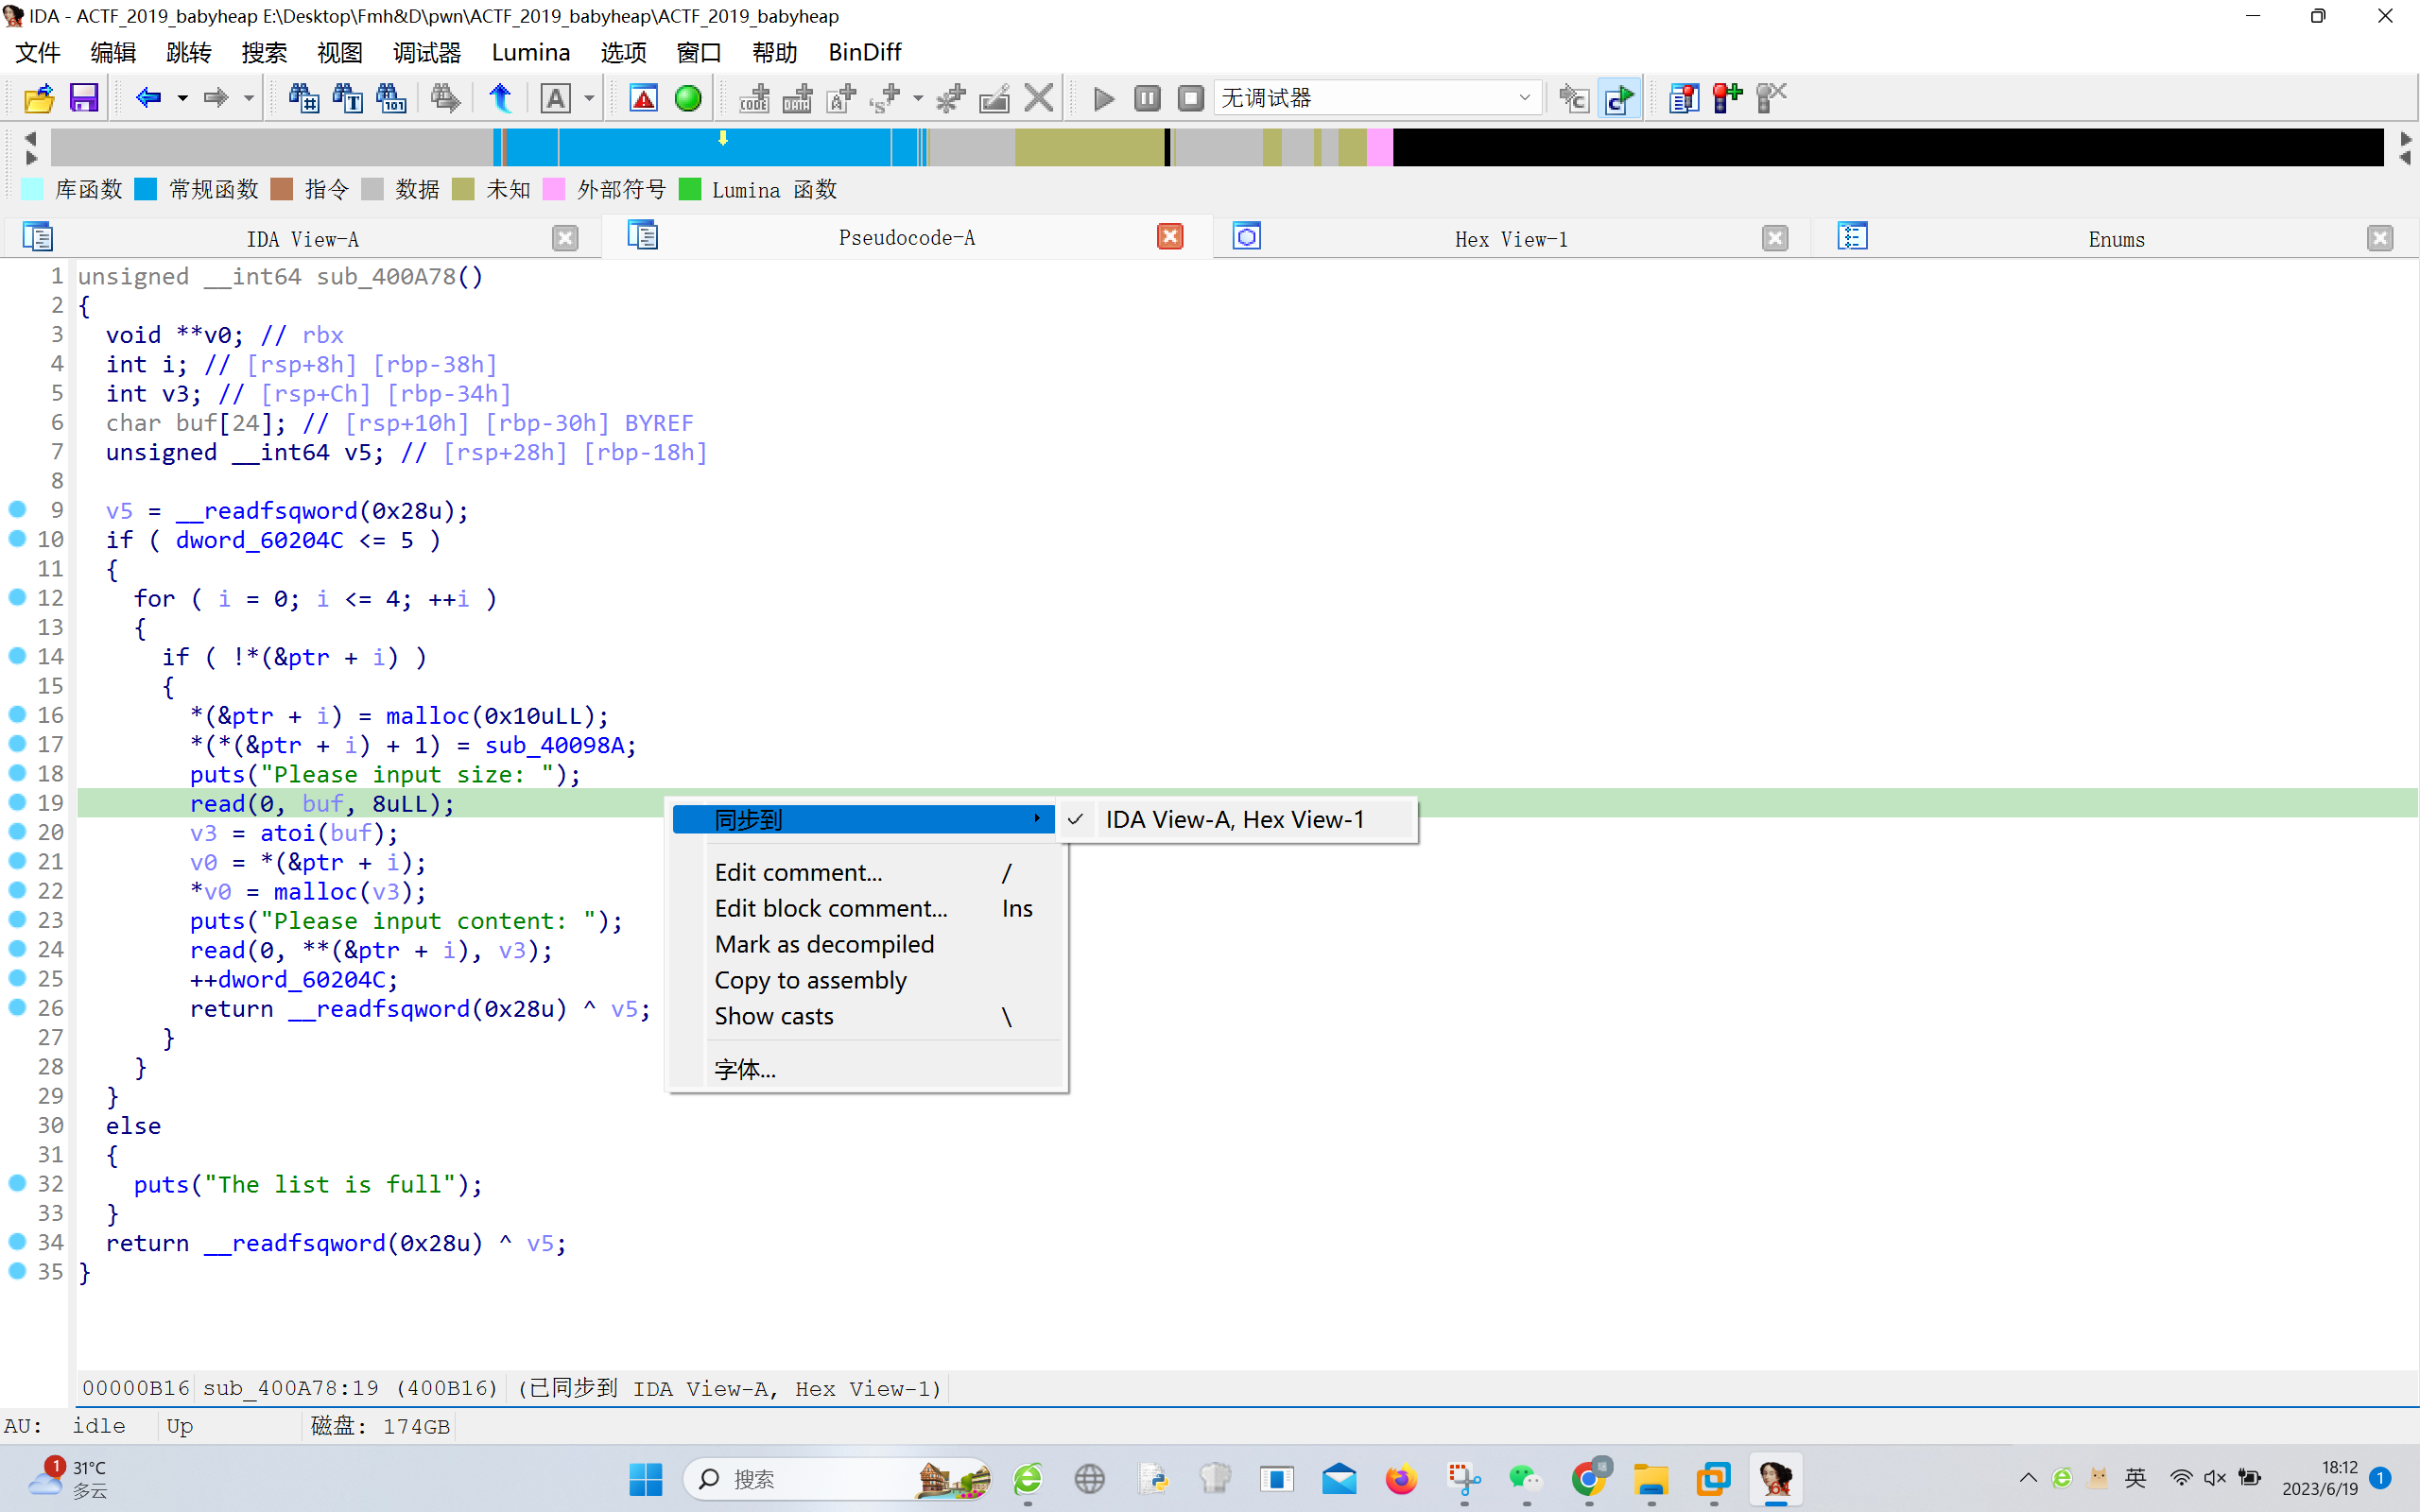 IDA - ACTF_2019_babyheap E:\Desktop\Fmh&D\pwn\ACTF_2019_babyheap\ACTF_2019_babyheap
文件 编辑 跳转 搜索 视图 调试器 Lumina 选项 窗口 帮助 BinDiff
无调试器
库函数 常规函数 指令 数据 未知 外部符号 Lumina 函数
IDA View-A Pseudocode-A Hex View-1 Enums
1 unsigned __int64 sub_400A78()
2 {
3 void **v0; // rbx
4 int i; // [rsp+8h] [rbp-38h]
5 int v3; // [rsp+Ch] [rbp-34h]
6 char buf[24]; // [rsp+10h] [rbp-30h] BYREF
7 unsigned __int64 v5; // [rsp+28h] [rbp-18h]
8
9 v5 = __readfsqword(0x28u);
10 if ( dword_60204C <= 5 )
11 {
12 for ( i = 0; i <= 4; ++i )
13 {
14 if ( !*(&ptr + i) )
15 {
16 *(&ptr + i) = malloc(0x10uLL);
17 *(*(&ptr + i) + 1) = sub_40098A;
18 puts("Please input size: ");
19 read(0, buf, 8uLL);
20 v3 = atoi(buf);
21 v0 = *(&ptr + i);
22 *v0 = malloc(v3);
23 puts("Please input content: ");
24 read(0, **(&ptr + i), v3);
25 ++dword_60204C;
26 return __readfsqword(0x28u) ^ v5;
27 }
28 }
29 }
30 else
31 {
32 puts("The list is full");
33 }
34 return __readfsqword(0x28u) ^ v5;
35 }
同步到 IDA View-A, Hex View-1
Edit comment... /
Edit block comment... Ins
Mark as decompiled
Copy to assembly
Show casts \
字体...
00000B16 sub_400A78:19 (400B16) (已同步到 IDA View-A, Hex View-1)
AU: idle Up 磁盘: 174GB
1 31°C
多云
搜索
英
18:12
2023/6/19
1